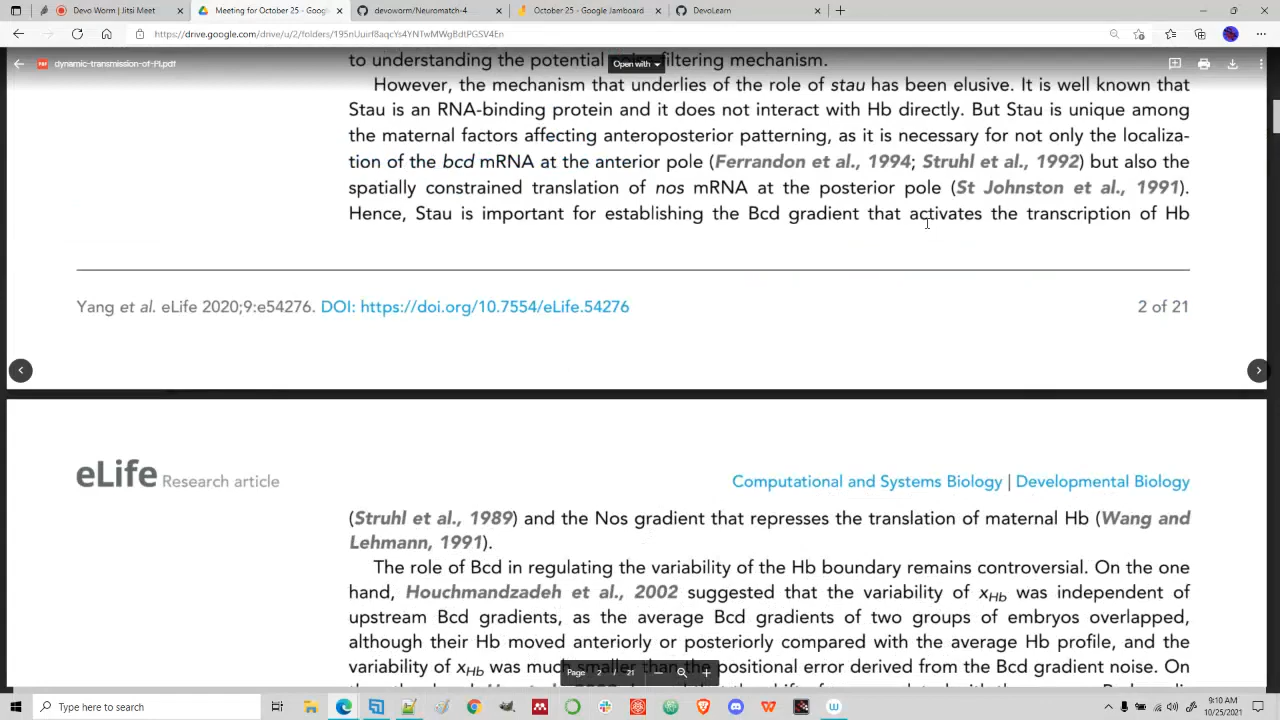 Dev Worm | Jitsi Meet
Meeting for October 25 - Google
devoworm/Neuromath-4
October 25 - Google Jamboard
DevoLearn
https://drive.google.com/drive/u/2/folders/195nUuirf8aqcYs4YNTwMWgBdtPGSV4En
dynamic-transmission-of-PI.pdf
Open with
to understanding the potential filtering mechanism.
However, the mechanism that underlies of the role of stau has been elusive. It is well known that
Stau is an RNA-binding protein and it does not interact with Hb directly. But Stau is unique among
the maternal factors affecting anteroposterior patterning, as it is necessary for not only the localiza-
tion of the bcd mRNA at the anterior pole (Ferrandon et al., 1994; Struhl et al., 1992) but also the
spatially constrained translation of nos mRNA at the posterior pole (St Johnston et al., 1991).
Hence, Stau is important for establishing the Bcd gradient that activates the transcription of Hb
Yang et al. eLife 2020;9:e54276. DOI: https://doi.org/10.7554/eLife.54276
2 of 21
eLife Research article
Computational and Systems Biology | Developmental Biology
(Struhl et al., 1989) and the Nos gradient that represses the translation of maternal Hb (Wang and
Lehmann, 1991).
The role of Bcd in regulating the variability of the Hb boundary remains controversial. On the one
hand, Houchmandzadeh et al., 2002 suggested that the variability of xHb was independent of
upstream Bcd gradients, as the average Bcd gradients of two groups of embryos overlapped,
although their Hb moved anteriorly or posteriorly compared with the average Hb profile, and the
variability of xHb was much smaller than the positional error derived from the Bcd gradient noise. On
Page 2 / 21
Type here to search
9:10 AM
10/25/2021